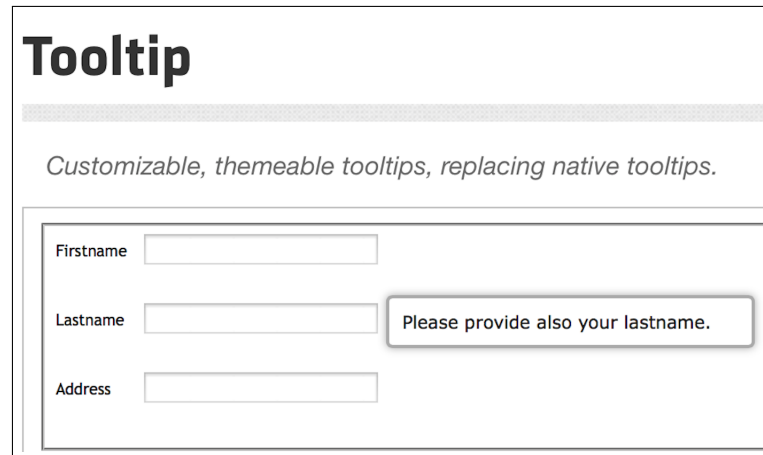 Tooltip
Customizable, themeable tooltips, replacing native tooltips.
Firstname
Lastname
Please provide also your lastname.
Address